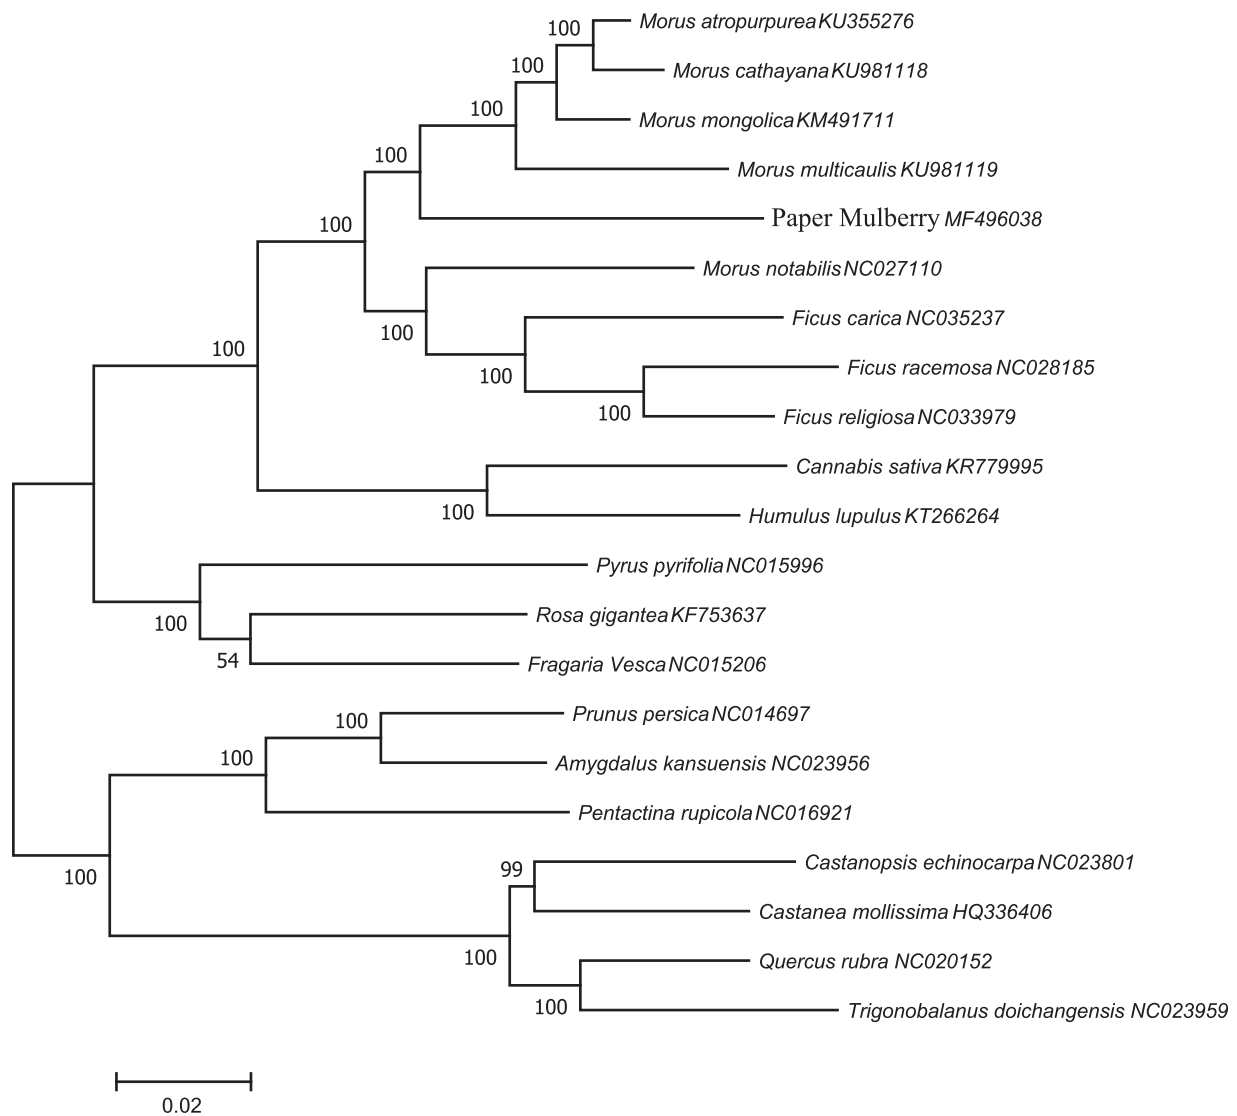 100
Morus atropurpurea KU355276
100
Morus cathayana KU981118
100
Morus mongolica KM491711
100
Morus multicaulis KU981119
100
Paper Mulberry MF496038
100
Morus notabilis NC027110
100
Ficus carica NC035237
100
Ficus racemosa NC028185
100
100
Ficus religiosa NC033979
Cannabis sativa KR779995
100
Humulus lupulus KT266264
Pyrus pyrifolia NC015996
100
Rosa gigantea KF753637
54
Fragaria Vesca NC015206
100
Prunus persica NC014697
100
Amygdalus kansuensis NC023956
Pentactina rupicola NC016921
100
99
Castanopsis echinocarpa NC023801
Castanea mollissima HQ336406
100
Quercus rubra NC020152
100
Trigonobalanus doichangensis NC023959
0.02